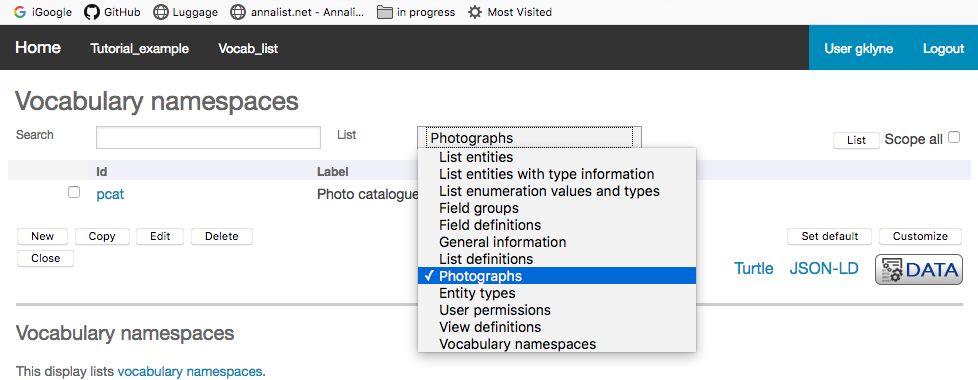 iGoogle GitHub Luggage annalist.net - Annali... in progress Most Visited
Home Tutorial_example Vocab_list User gklyne Logout
Vocabulary namespaces
Search List Photographs List Scope all
Id Label
pcat Photo catalogue
List entities
List entities with type information
List enumeration values and types
Field groups
Field definitions
General information
List definitions
✓ Photographs
Entity types
User permissions
View definitions
Vocabulary namespaces
New Copy Edit Delete Set default Customize
Close Turtle JSON-LD DATA
Vocabulary namespaces
This display lists vocabulary namespaces.